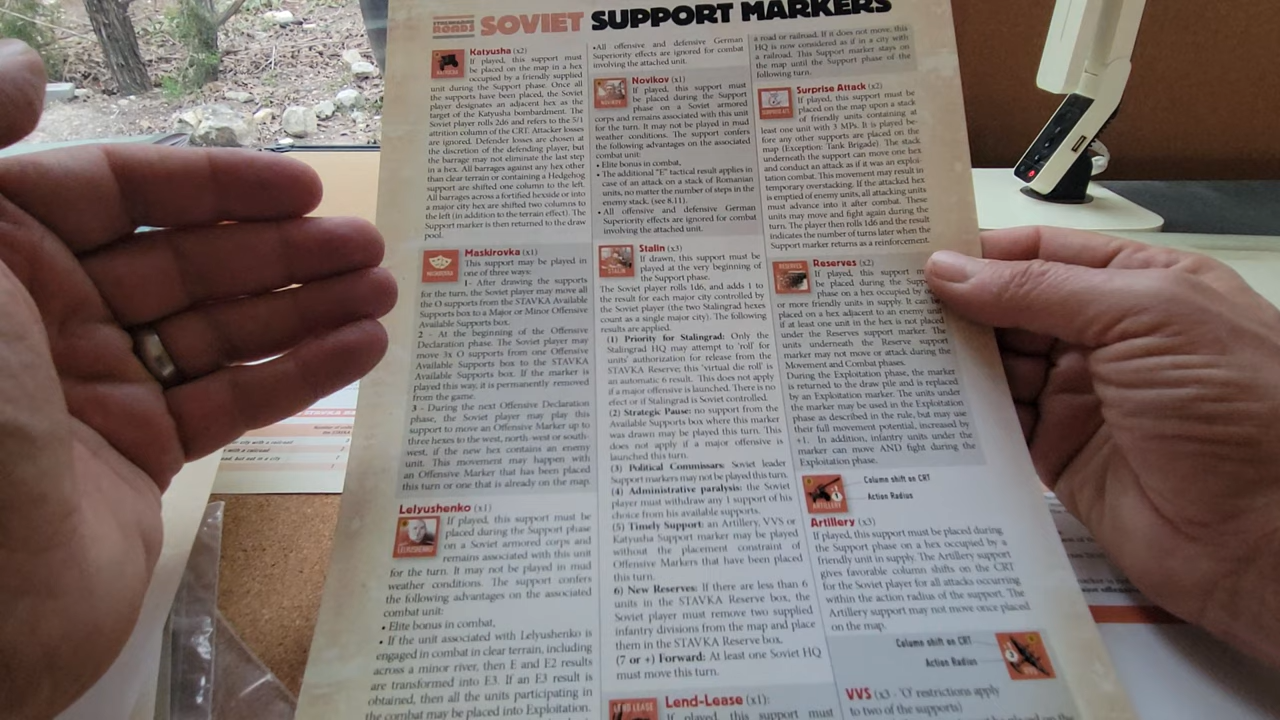 SOVIET SUPPORT MARKERS
Katyusha (x2)
If played, this support must
be placed on the map in a hex
occupied by a friendly supplied
unit during the Support phase. Once all
the supports have been placed, the Soviet
player designates an adjacent hex as the
target of the Katyusha bombardment. The
Soviet player rolls 2d6 and refers to the 5/1
attrition column of the CRT. Attacker losses
are ignored. Defender losses are chosen at
the discretion of the defending player, but
the barrage may not eliminate the last step
in a hex. All barrages against any hex other
than clear terrain or containing a Hedgehog
support are shifted one column to the left.
All barrages across a fortified hexside or into
a major city hex are shifted two columns to
the left (in addition to the terrain effect). The
Support marker is then returned to the draw
pool.
Maskirovka (x1)
This support may be played in
one of three ways:
1- After drawing the supports
for the turn, the Soviet player may move all
the O supports from the STAVKA Available
Supports box to a Major or Minor Offensive
Available Supports box.
2 - At the beginning of the Offensive
Declaration phase. The Soviet player may
move 3x O supports from one Offensive
Available Supports box to the STAVKA
Available Supports box. If the marker is
played this way, it is permanently removed
from the game.
3 - During the next Offensive Declaration
phase, the Soviet player may play this
support to move an Offensive Marker up to
three hexes to the west, north-west or south-
west, if the new hex contains an enemy
unit. This movement may happen with
an Offensive Marker that has been placed
this turn or one that is already on the map.
Lelyushenko (x1)
If played, this support must be
placed during the Support phase
on a Soviet armored corps and
remains associated with this unit
for the turn. It may not be played in mud
weather conditions. The support confers
the following advantages on the associated
combat unit:
• Elite bonus in combat,
• If the unit associated with Lelyushenko is
engaged in combat in clear terrain, including
across a minor river, then E and E2 results
are transformed into E3. If an E3 result is
obtained, then all the units participating in
the combat may be placed into Exploitation.
•All offensive and defensive German
Superiority effects are ignored for combat
involving the attached unit.
Novikov (x1)
If played, this support must
be placed during the Support
phase on a Soviet armored
corps and remains associated with this unit
for the turn. It may not be played in mud
weather conditions. The support confers
the following advantages on the associated
combat unit:
• Elite bonus in combat,
• The additional "E" tactical result applies in
case of an attack on a stack of Romanian
units, no matter the number of steps in the
enemy stack. (see 8.11).
• All offensive and defensive German
Superiority effects are ignored for combat
involving the attached unit.
Stalin (x3)
If drawn, this support must be
played at the very beginning of
the Support phase.
The Soviet player rolls 1d6, and adds 1 to
the result for each major city controlled by
the Soviet player (the two Stalingrad hexes
count as a single major city). The following
results are applied.
(1) Priority for Stalingrad: Only the
Stalingrad HQ may attempt to 'roll' for
units' authorization for release from the
STAVKA Reserve; this 'virtual die roll' is
an automatic 6 result. This does not apply
if a major offensive is launched. There is no
effect or if Stalingrad is Soviet controlled.
(2) Strategic Pause: no support from the
Available Supports box where this marker
was drawn may be played this turn. This
does not apply if a major offensive is
launched this turn.
(3) Political Commissars: Soviet leader
Support markers may not be played this turn.
(4) Administrative paralysis: the Soviet
player must withdraw any 1 support of his
choice from his available supports.
(5) Timely Support: an Artillery, VVS or
Katyusha Support marker may be played
without the placement constraint of
Offensive Markers that have been placed
this turn.
6) New Reserves: If there are less than 6
units in the STAVKA Reserve box, the
Soviet player must remove two supplied
infantry divisions from the map and place
them in the STAVKA Reserve box.
(7 or +) Forward: At least one Soviet HQ
must move this turn.
LEND LEASE
Lend-Lease (x1):
If played, this support must
a road or railroad. If it does not move, this
HQ is now considered as if in a city with
a railroad. This Support marker stays on
the map until the Support phase of the
following turn.
Surprise Attack (x2)
If played, this support must be
placed on the map upon a stack
of friendly units containing at
least one unit with 3 MPs. It is played be-
fore any other supports are placed on the
map (Exception: Tank Brigade). The stack
underneath the support can move one hex
and conduct an attack as if it was an exploi-
tation combat. This movement may result in
temporary overstacking. If the attacked hex
is emptied of enemy units, all attacking units
must advance into it after combat. These
units may move and fight again during the
turn. The player then rolls 1d6 and the result
indicates the number of turns later when the
Support marker returns as a reinforcement.
RESERVES
Reserves (x2)
If played, this support
be placed during the Supp
phase on a hex occupied by
or more friendly units in supply. It can b
placed on a hex adjacent to an enemy unit
if at least one unit in the hex is not placed
under the Reserves support marker. The
units underneath the Reserve support
marker may not move or attack during the
Movement and Combat phases.
During the Exploitation phase, the marker
is returned to the draw pile and is replaced
by an Exploitation marker. The units under
the marker may be used in the Exploitation
phase as described in the rule, but may use
their full movement potential, increased by
+1. In addition, infantry units under the
marker can move AND fight during the
Exploitation phase.
Column shift on CRT
Action Radius
ARTILLERY
Artillery (x3)
If played, this support must be placed during
the Support phase on a hex occupied by a
friendly unit in supply. The Artillery support
gives favorable column shifts on the CRT
for the Soviet player for all attacks occurring
within the action radius of the support. The
Artillery support may not move once placed
on the map.
Column shift on CRT
Action Radius
VVS (x3 - 'O' restrictions apply
to two of the supports)